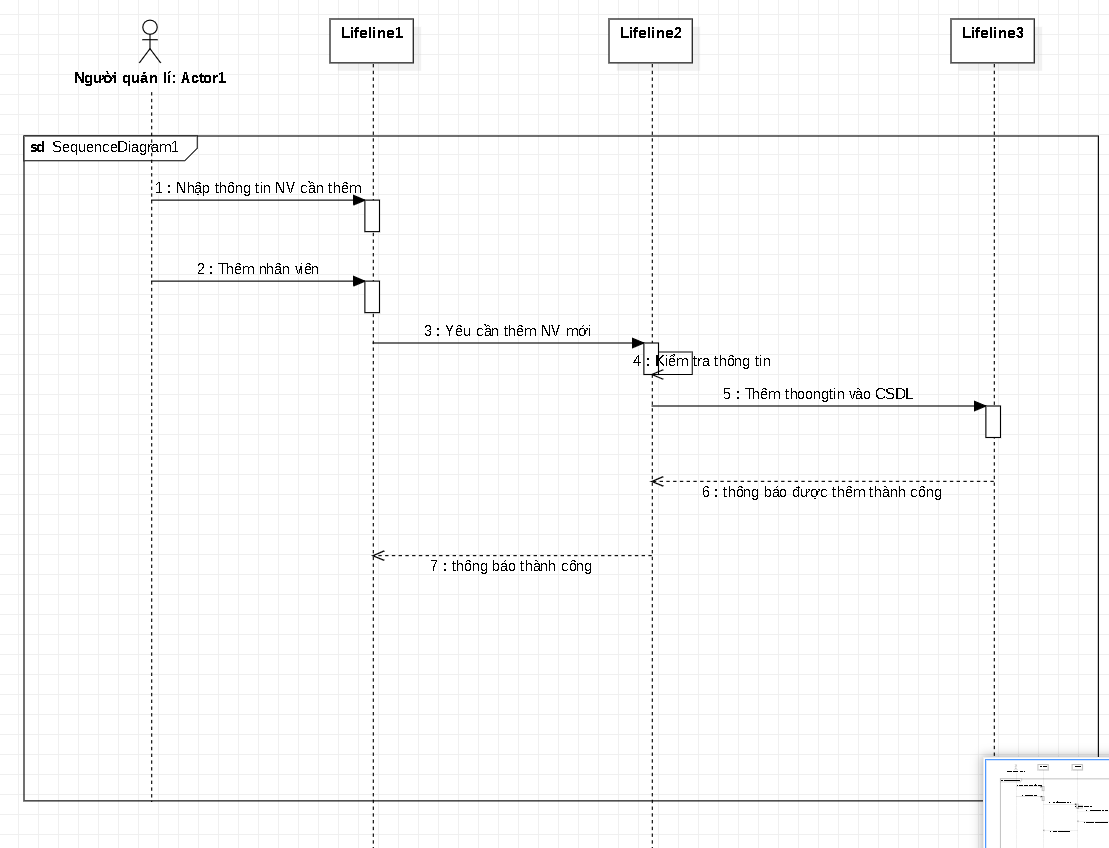 Lifeline1
Lifeline2
Lifeline3
Người quản lí: Actor1
sd SequenceDiagram1
1 : Nhập thông tin NV cần thêm
2 : Thêm nhân viên
3 : Yêu cần thêm NV mới
4 : Kiểm tra thông tin
5 : Thêm thoongtin vào CSDL
6 : thông báo được thêm thành công
7 : thông báo thành công